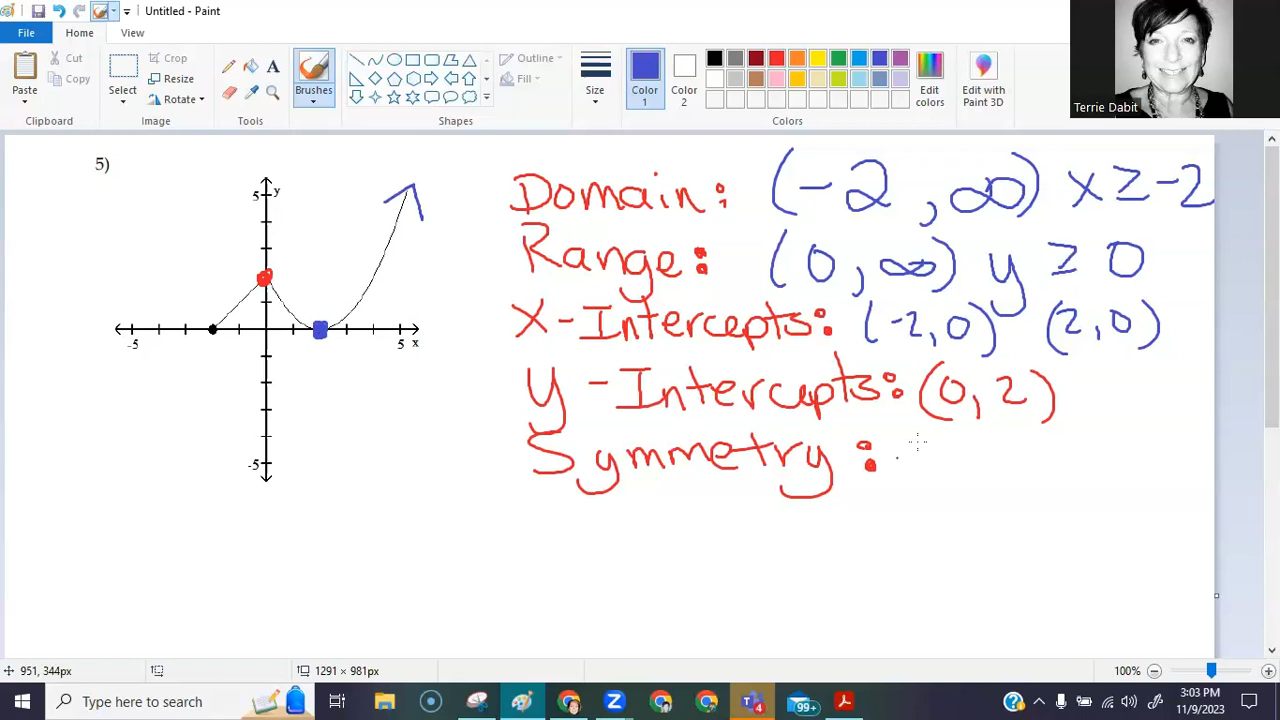 Untitled - Paint
File Home View
Paste Cut Copy Clipboard
Select Crop Resize Rotate Image
Tools
Brushes
Outline Fill Shapes
Size
Color 1 Color 2 Edit colors Colors
Edit with Paint 3D
Terrie Dabit
5)
5 y
-5 5 x
-5
Domain: (-2, ∞) x ≥ -2
Range: (0, ∞) y ≥ 0
X-Intercepts: (-2,0) (2,0)
y-Intercepts: (0,2)
Symmetry:
951, 344px 1291 × 981px 100%
Type here to search 4 99+ 3:03 PM
11/9/2023